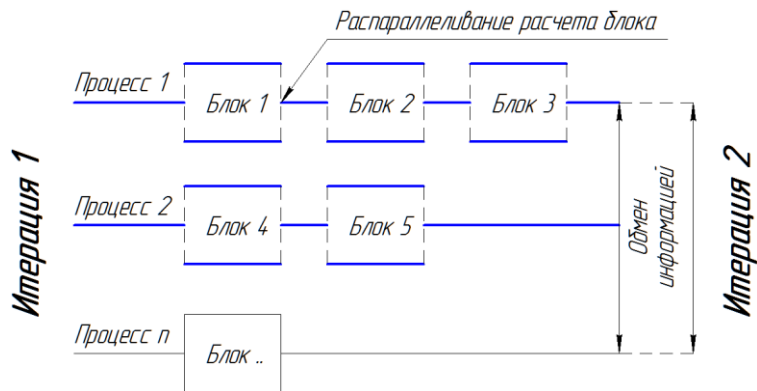 Распараллеливание расчета блока
Процесс 1
Блок 1
Блок 2
Блок 3
Итерация 1
Процесс 2
Блок 4
Блок 5
Обмен
информацией
Итерация 2
Процесс n
Блок ..